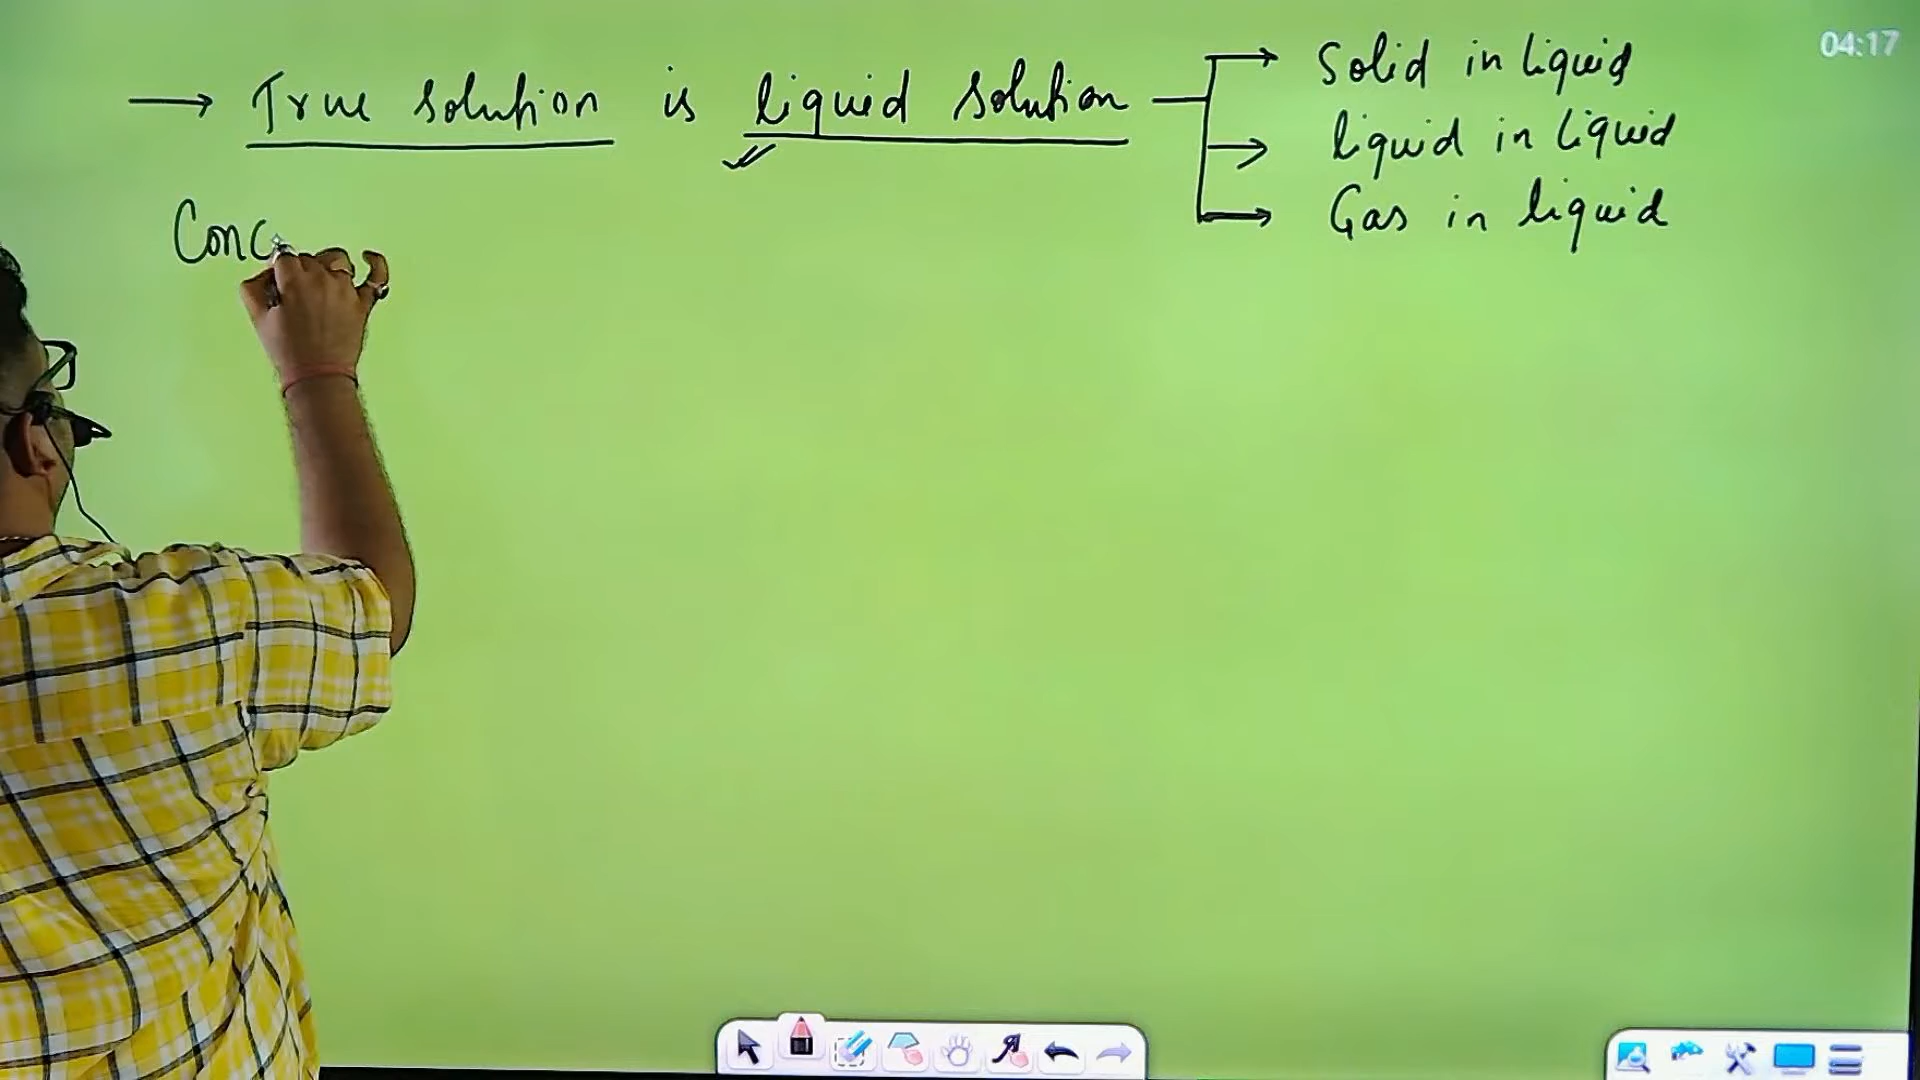 04:17
→ True solution is liquid solution → Solid in liquid
→ liquid in liquid
→ Gas in liquid
Conc